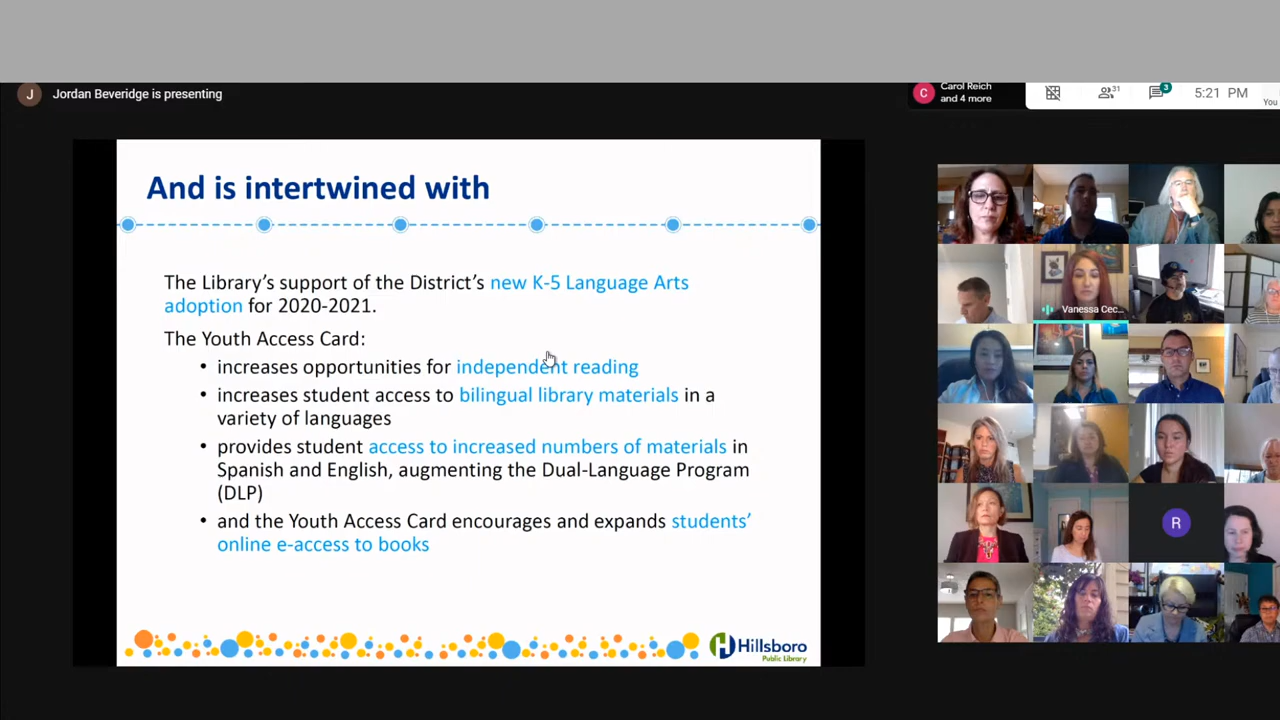 J
Jordan Beveridge is presenting
C
Carol Reich
and 4 more
31
3
5:21 PM
You
And is intertwined with
The Library's support of the District's new K-5 Language Arts
adoption for 2020-2021.
The Youth Access Card:
• increases opportunities for independent reading
• increases student access to bilingual library materials in a
variety of languages
• provides student access to increased numbers of materials in
Spanish and English, augmenting the Dual-Language Program
(DLP)
• and the Youth Access Card encourages and expands students'
online e-access to books
Hillsboro
Public Library
Vanessa Cec...
R